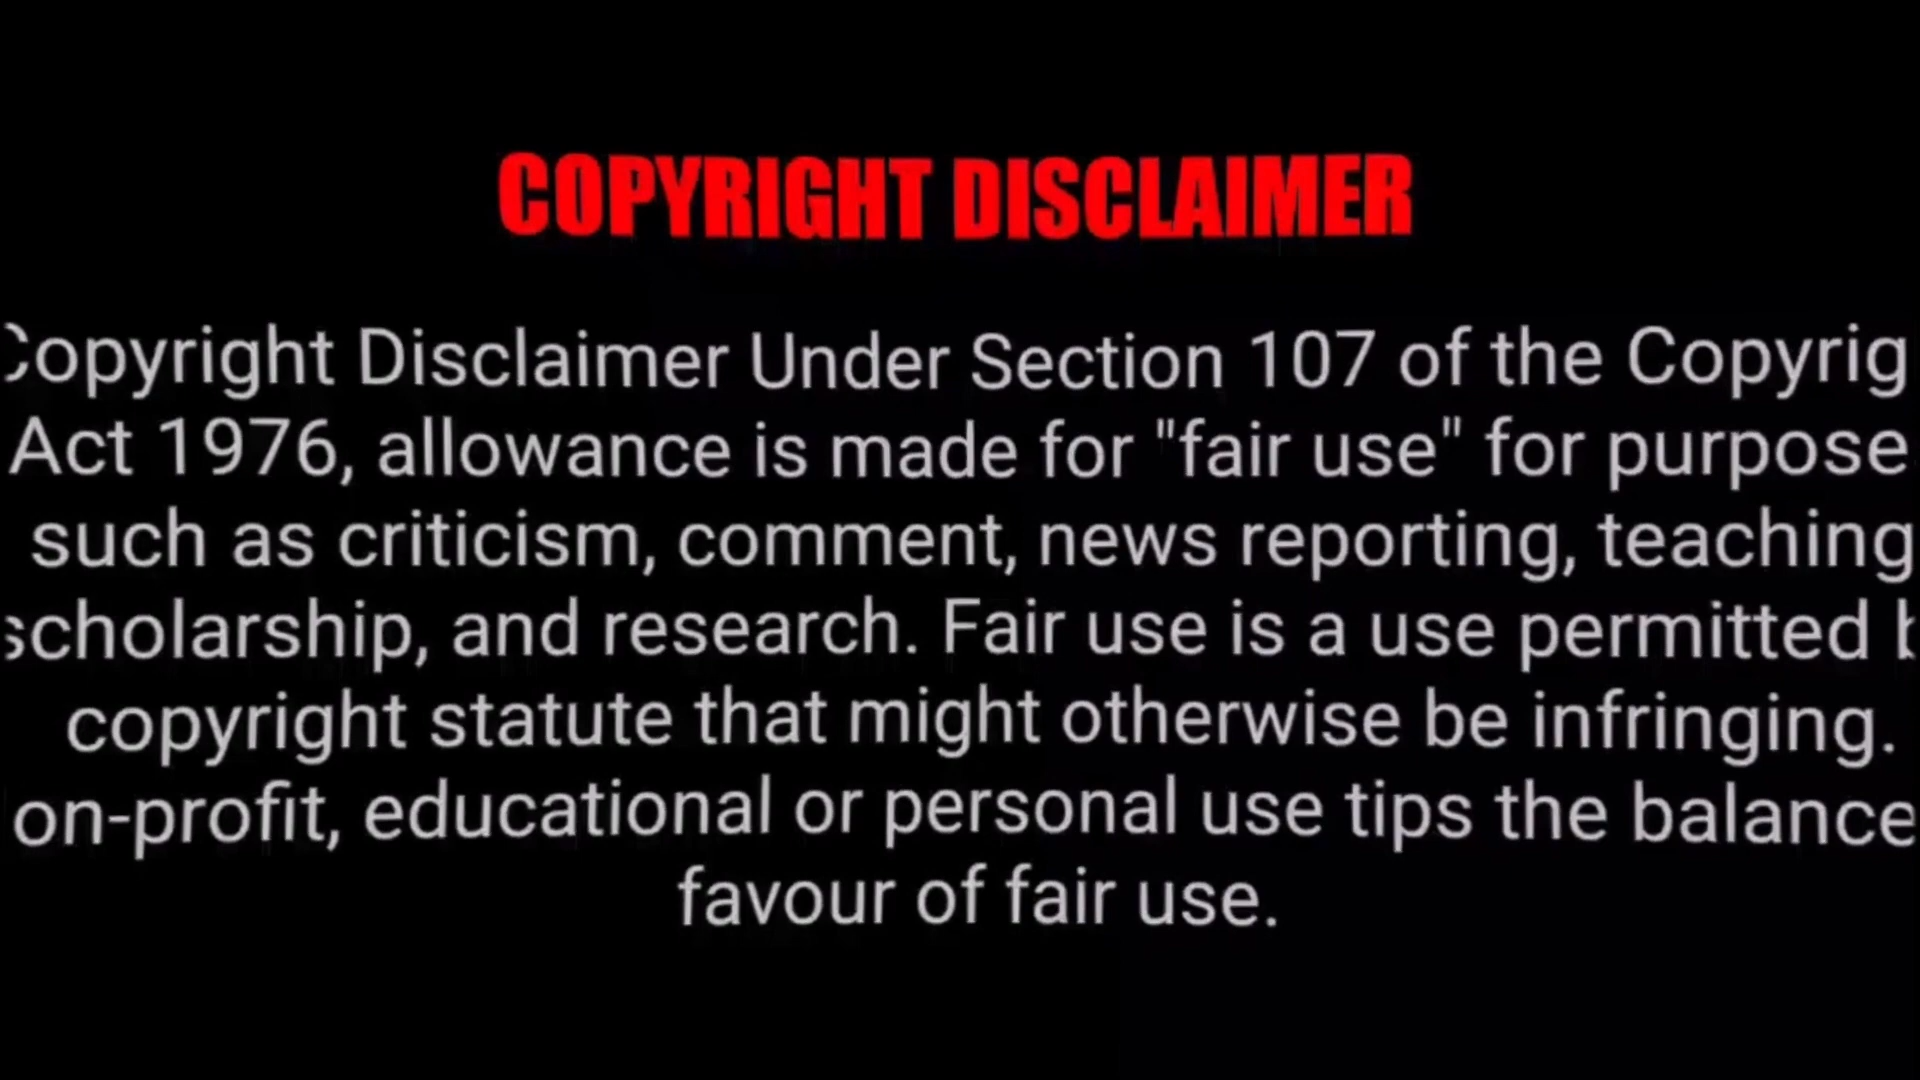 COPYRIGHT DISCLAIMER
Copyright Disclaimer Under Section 107 of the Copyrig
Act 1976, allowance is made for "fair use" for purpose
such as criticism, comment, news reporting, teaching
scholarship, and research. Fair use is a use permitted b
copyright statute that might otherwise be infringing.
on-profit, educational or personal use tips the balance
favour of fair use.